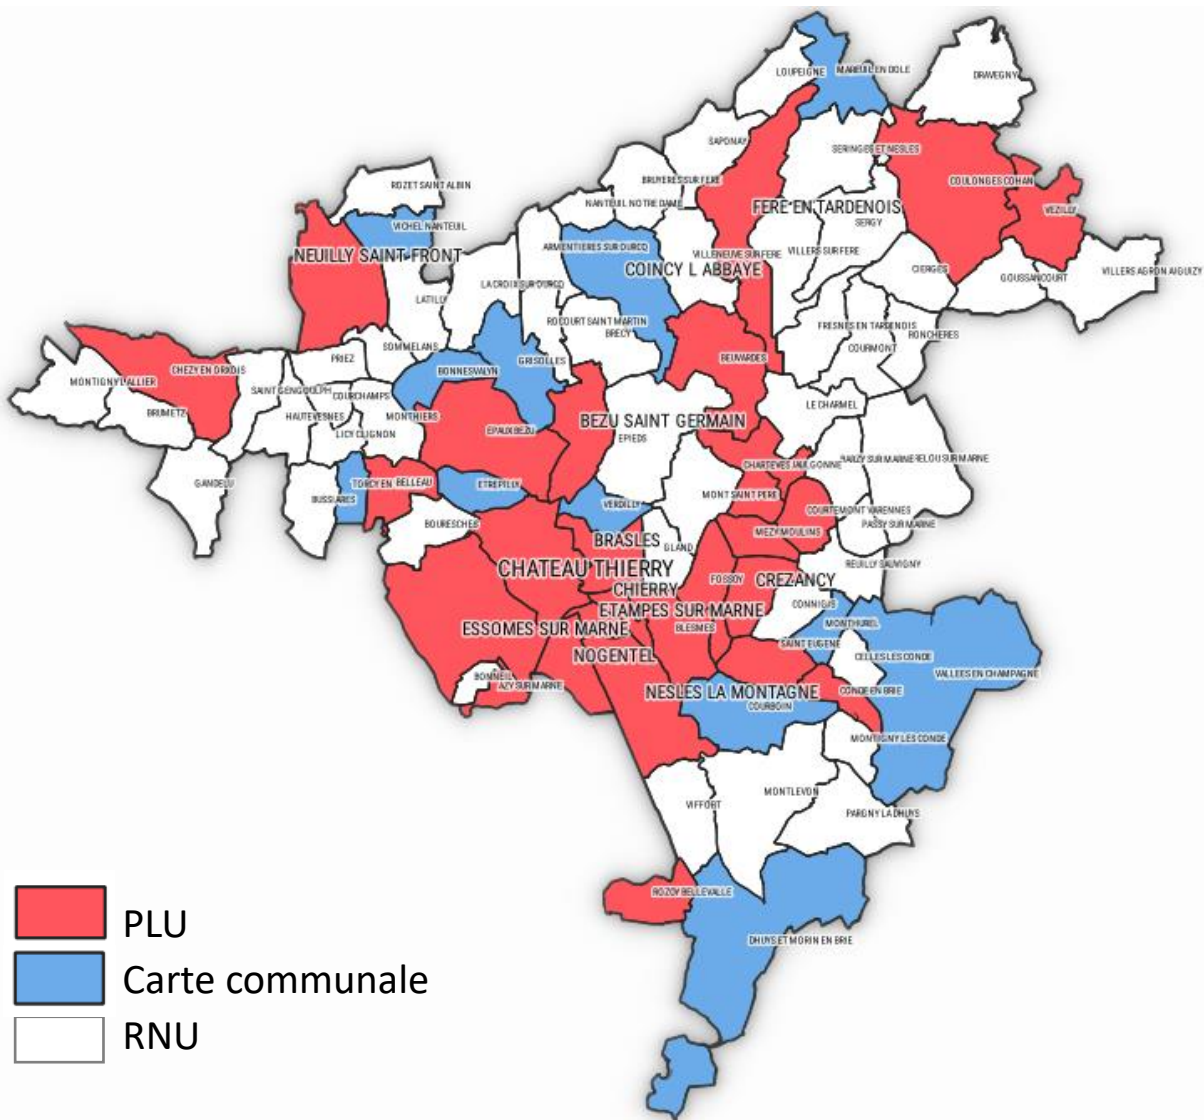 LOUPEIGNE
MAREUIL EN DOLE
DRAVEGNY
SAPONAY
SERINGES ET NESLES
BRUYERES SUR FERE
COULONGES COHAN
ROZET SAINT ALBIN
NANTEUIL NOTRE DAME
FERE EN TARDENOIS
VEZILLY
VICHEL NANTEUIL
SERGY
NEUILLY SAINT FRONT
ARMENTIERES SUR OURCQ
VILLENEUVE SUR FERE
VILLERS SUR FERE
COINCY L ABBAYE
CIERGES
GOUSSANCOURT
VILLERS AGRON AIGUIZY
LA CROIX SUR OURCQ
LATILLY
ROCOURT SAINT MARTIN
BRECY
FRESNES EN TARDENOIS
RONCHERES
SOMMELANS
COURMONT
PRIEZ
GRISOLLES
BEUVARDES
CHEZY EN ORXOIS
BONNESVALYN
MONTIGNY L ALLIER
SAINT GENGOULPH
COURCHAMPS
LE CHARMEL
BRUMETZ
HAUTEVESNES
MONTHIERS
BEZU SAINT GERMAIN
LICY CLIGNON
EPAUX BEZU
EPIEDS
BARZY SUR MARNE
TRELOU SUR MARNE
CHARTEVES
JAULGONNE
GANDELU
TORCY EN
BELLEAU
ETREPILLY
MONT SAINT PERE
BUSSIARES
VERDILLY
COURTEMONT VARENNES
BOURESCHES
PASSY SUR MARNE
MEZY MOULINS
BRASLES
GLAND
CHATEAU THIERRY
REUILLY SAUVIGNY
FOSSOY
CREZANCY
CHIERRY
CONNIGIS
ETAMPES SUR MARNE
MONTHUREL
ESSOMES SUR MARNE
BLESMES
SAINT EUGENE
NOGENTEL
CELLES LES CONDE
BONNEIL
VALLEES EN CHAMPAGNE
AZY SUR MARNE
NESLES LA MONTAGNE
CONDE EN BRIE
COURBOIN
MONTIGNY LES CONDE
MONTLEVON
VIFFORT
PARGNY LA DHUYS
ROZOY BELLEVALLE
DHUYS ET MORIN EN BRIE
PLU
Carte communale
RNU